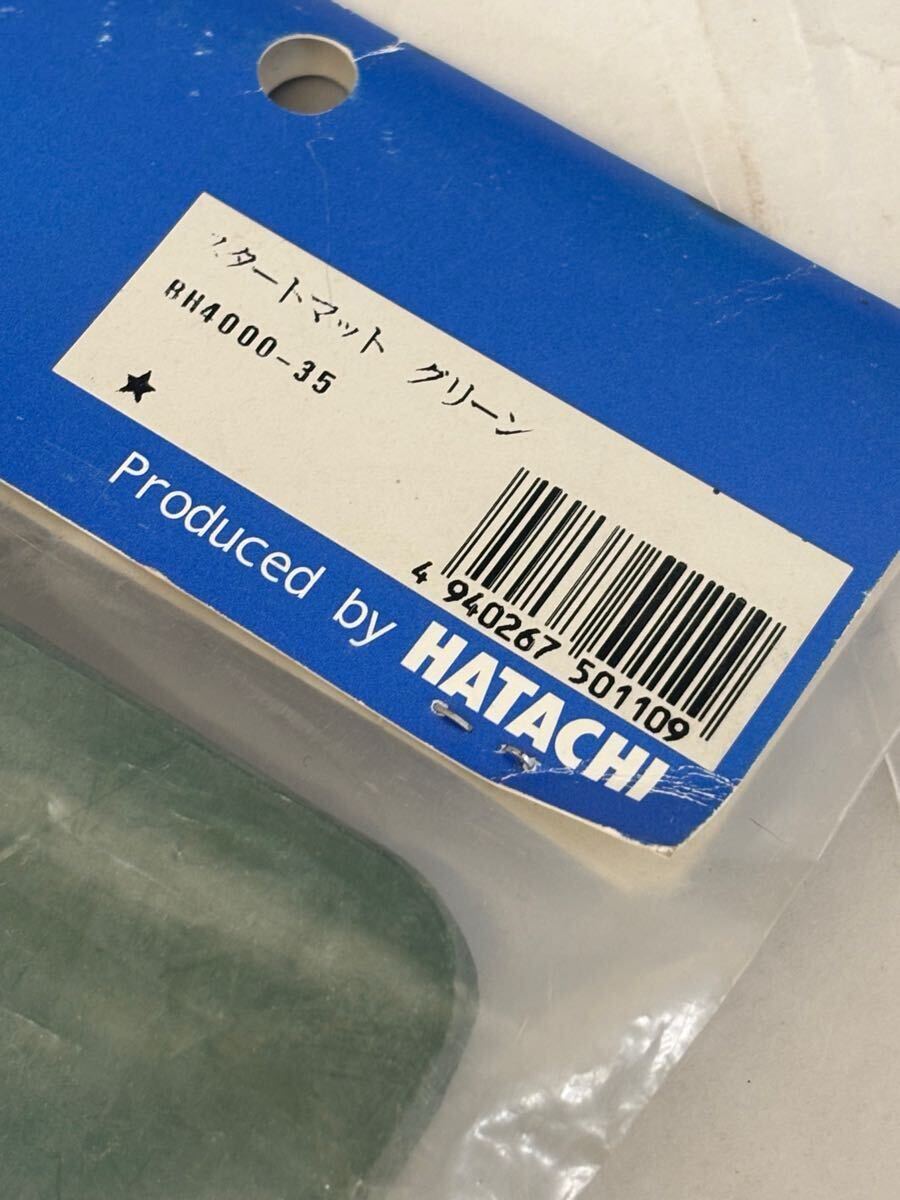 スタートマット グリーン
BH4000-35
★
4 940267 501109
Produced by HATACHI